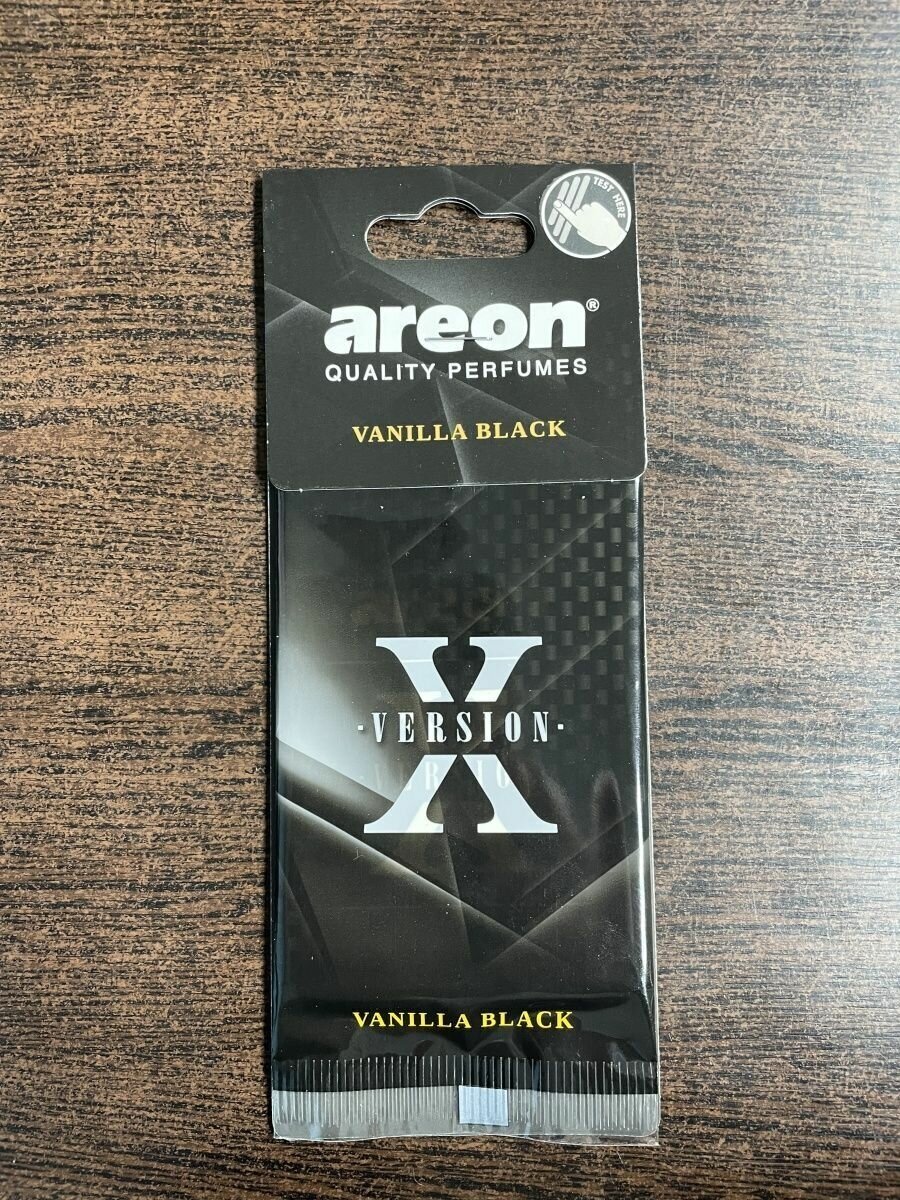 TEST HERE
areon®
QUALITY PERFUMES
VANILLA BLACK
X
·VERSION·
VANILLA BLACK